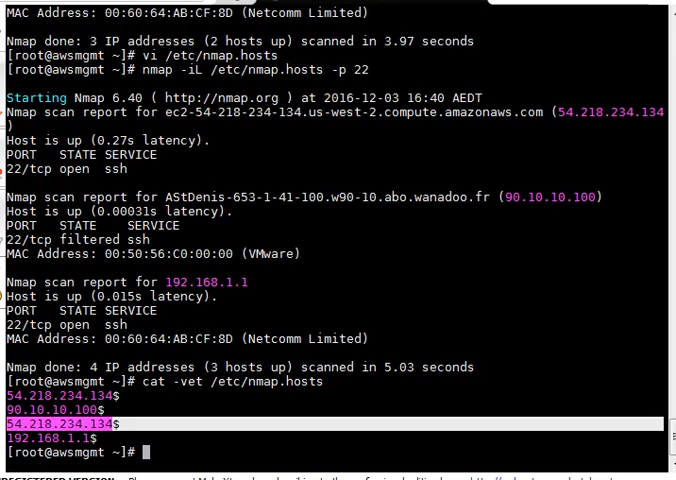 MAC Address: 00:60:64:AB:CF:8D (Netcomm Limited)
Nmap done: 3 IP addresses (2 hosts up) scanned in 3.97 seconds
[root@awsmgmt ~]# vi /etc/nmap.hosts
[root@awsmgmt ~]# nmap -iL /etc/nmap.hosts -p 22
Starting Nmap 6.40 ( http://nmap.org ) at 2016-12-03 16:40 AEDT
Nmap scan report for ec2-54-218-234-134.us-west-2.compute.amazonaws.com (54.218.234.134
)
Host is up (0.27s latency).
PORT   STATE SERVICE
22/tcp open  ssh
Nmap scan report for AStDenis-653-1-41-100.w90-10.abo.wanadoo.fr (90.10.10.100)
Host is up (0.00031s latency).
PORT   STATE    SERVICE
22/tcp filtered ssh
MAC Address: 00:50:56:C0:00:00 (VMware)
Nmap scan report for 192.168.1.1
Host is up (0.015s latency).
PORT   STATE SERVICE
22/tcp open  ssh
MAC Address: 00:60:64:AB:CF:8D (Netcomm Limited)
Nmap done: 4 IP addresses (3 hosts up) scanned in 5.03 seconds
[root@awsmgmt ~]# cat -vet /etc/nmap.hosts
54.218.234.134$
90.10.10.100$
54.218.234.134$
192.168.1.1$
[root@awsmgmt ~]#